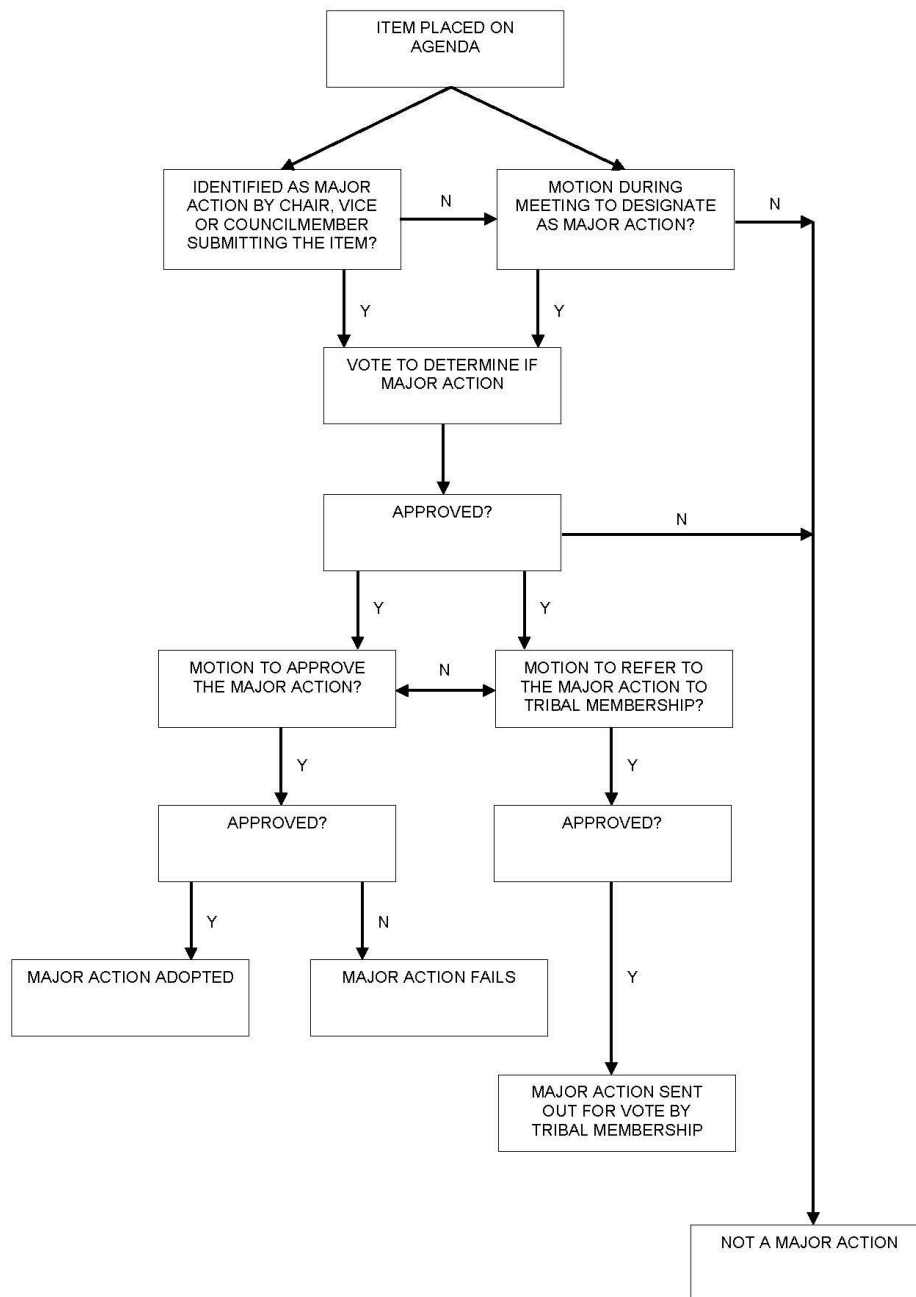 ITEM PLACED ON
AGENDA
IDENTIFIED AS MAJOR
ACTION BY CHAIR, VICE
OR COUNCILMEMBER
SUBMITTING THE ITEM?
N
MOTION DURING
MEETING TO DESIGNATE
AS MAJOR ACTION?
N
Y
Y
VOTE TO DETERMINE IF
MAJOR ACTION
APPROVED?
N
Y
Y
MOTION TO APPROVE
THE MAJOR ACTION?
N
MOTION TO REFER TO
THE MAJOR ACTION TO
TRIBAL MEMBERSHIP?
Y
Y
APPROVED?
APPROVED?
Y
N
MAJOR ACTION ADOPTED
MAJOR ACTION FAILS
Y
MAJOR ACTION SENT
OUT FOR VOTE BY
TRIBAL MEMBERSHIP
NOT A MAJOR ACTION